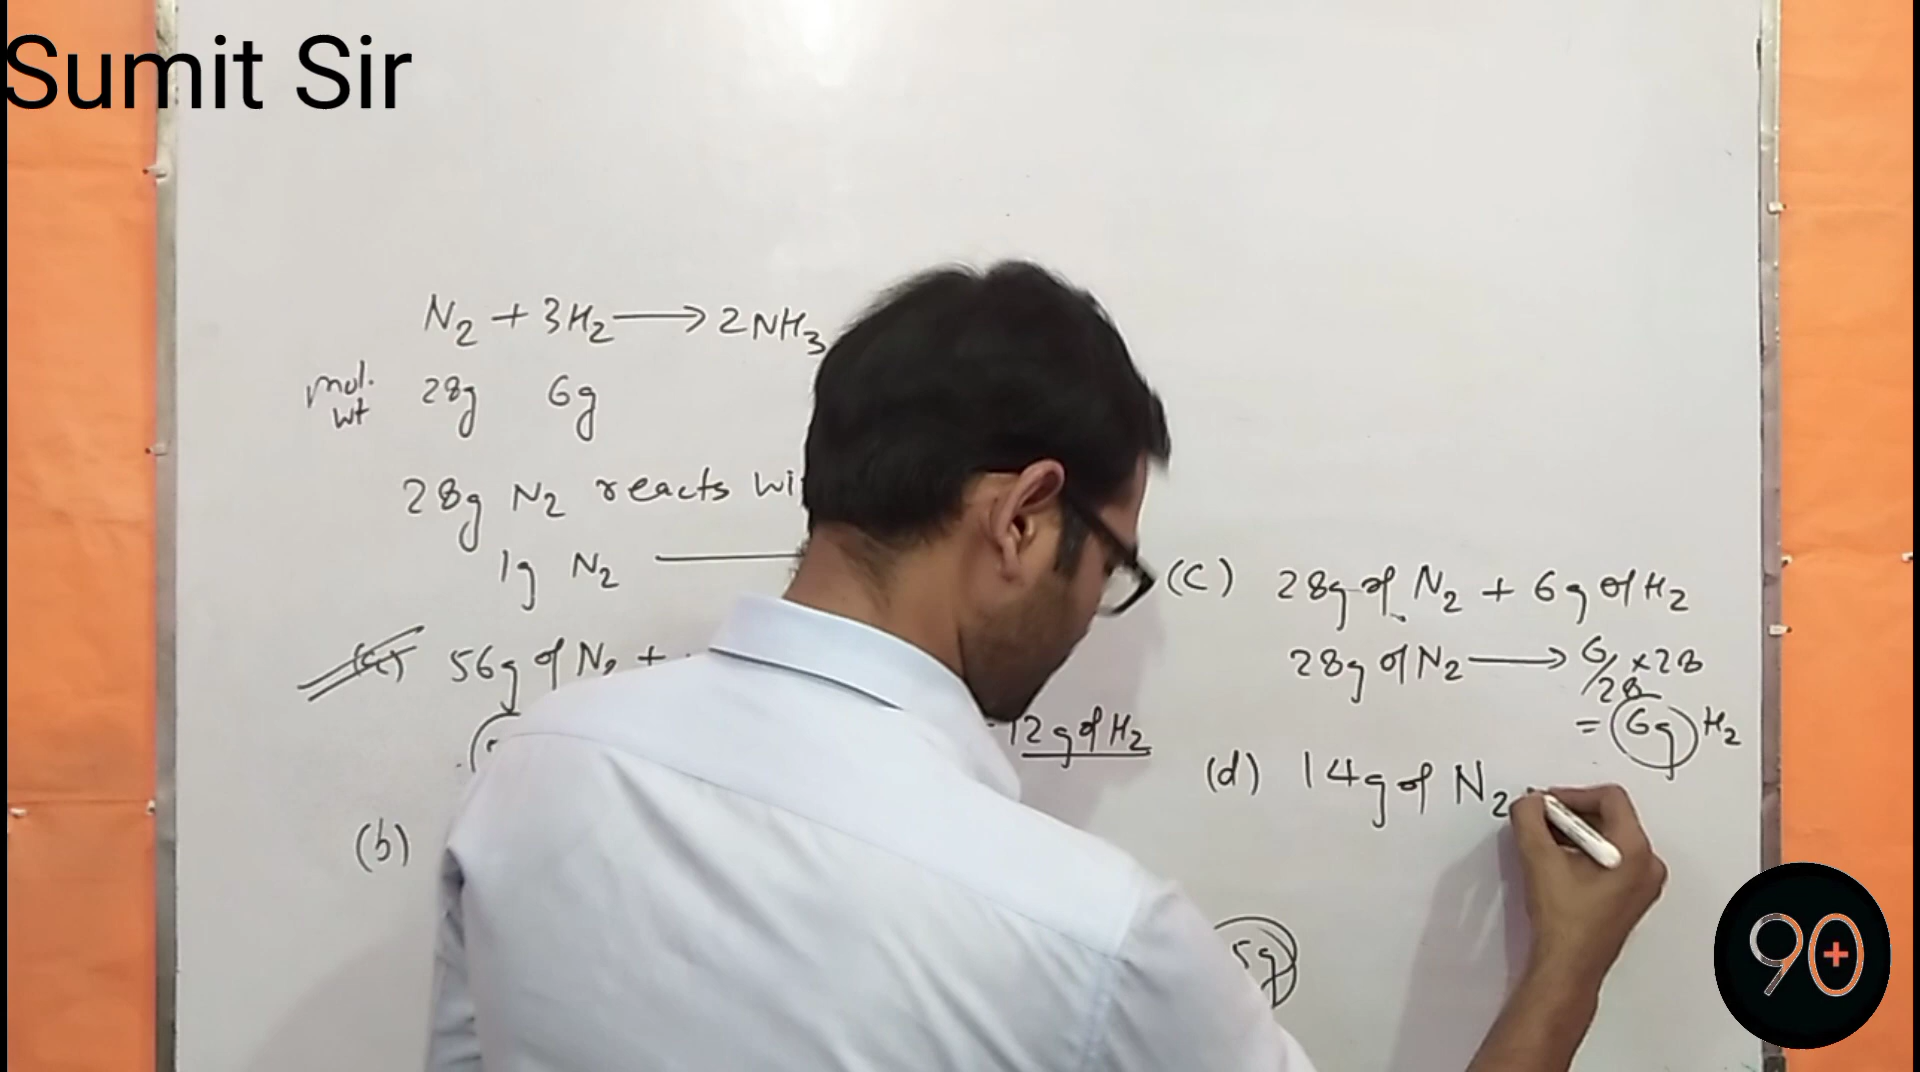 Sumit Sir
N₂ + 3H₂ ⟶ 2NH₃
mol. wt 28g 6g
28g N₂ reacts
1g N₂
(a) 56g of N₂ +
12g of H₂
(b)
5g
(c) 28g of N₂ + 6g of H₂
28g of N₂ ⟶ 6/28 ×28
= 6g H₂
(d) 14g of N₂
90+